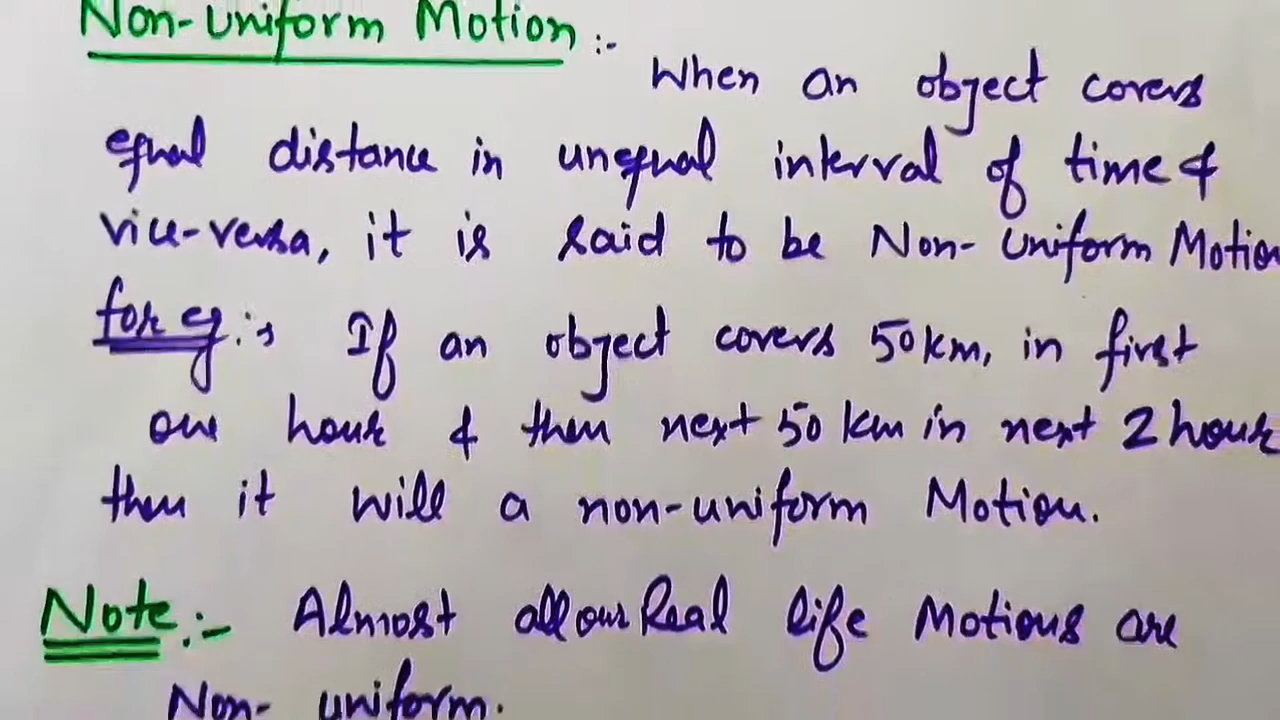 Non-Uniform Motion :-
When an object covers
equal distance in unequal interval of time &
vice-versa, it is said to be Non-Uniform Motion
for eg :- If an object covers 50km, in first
one hour & then next 50 km in next 2 hour
then it will a non-uniform Motion.
Note:- Almost all our Real life Motions are
Non-uniform.